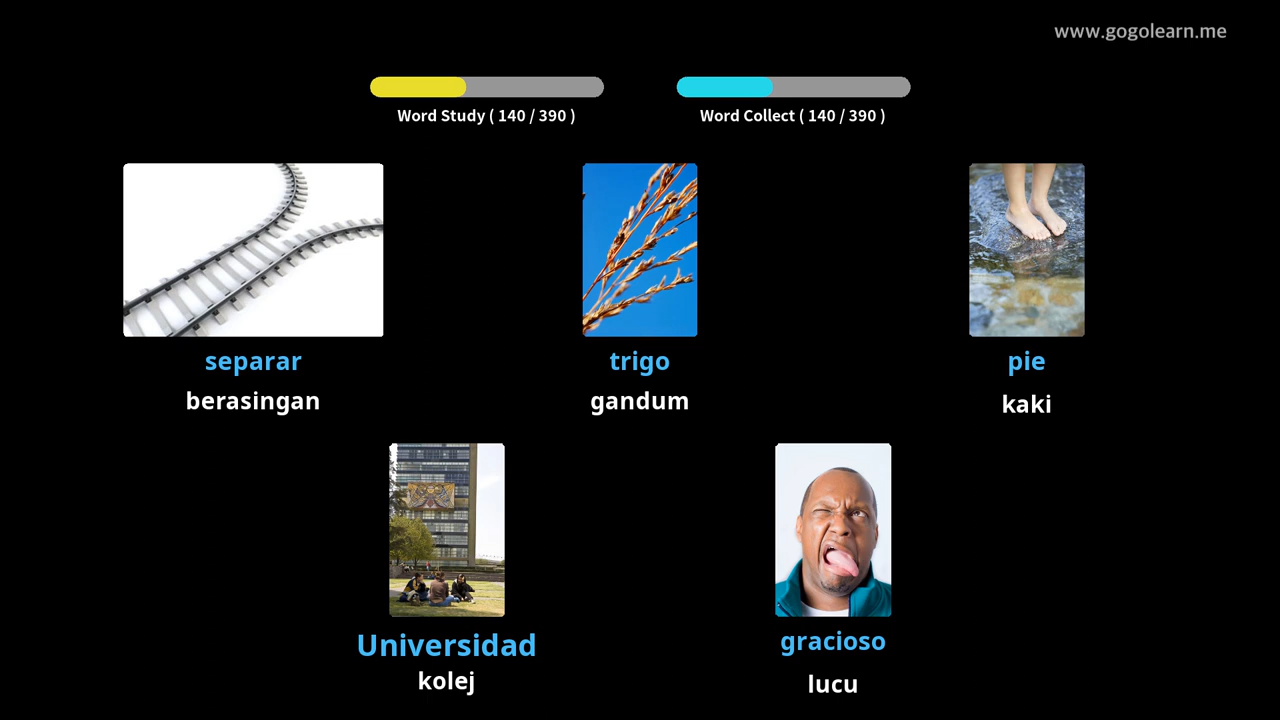 www.gogolearn.me
Word Study ( 140 / 390 )
Word Collect ( 140 / 390 )
separar
berasingan
trigo
gandum
pie
kaki
Universidad
kolej
gracioso
lucu